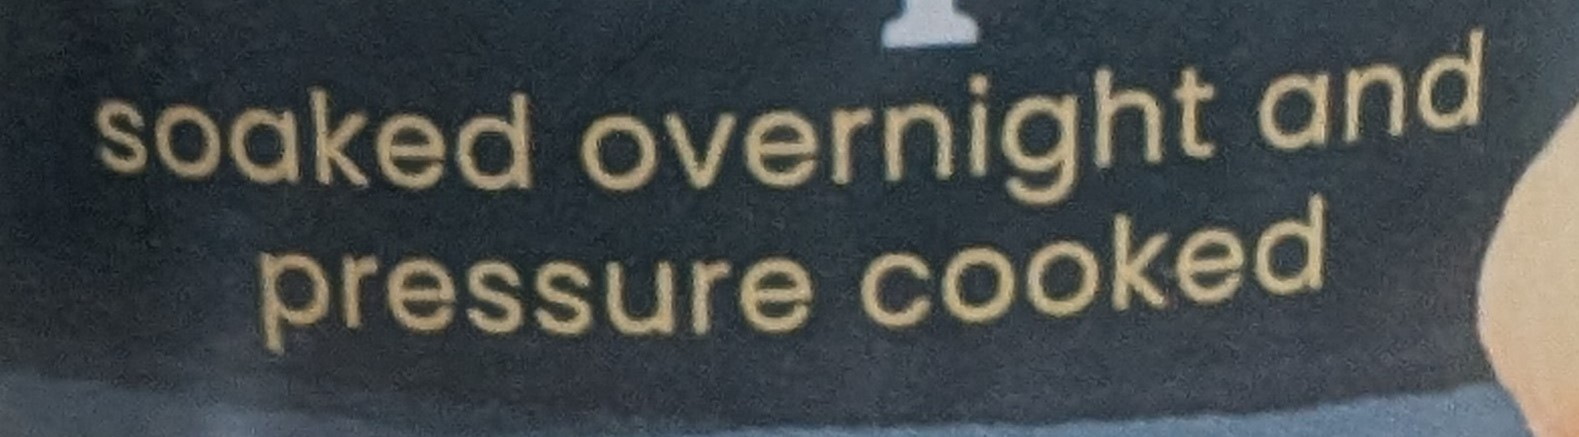 soaked overnight and
pressure cooked